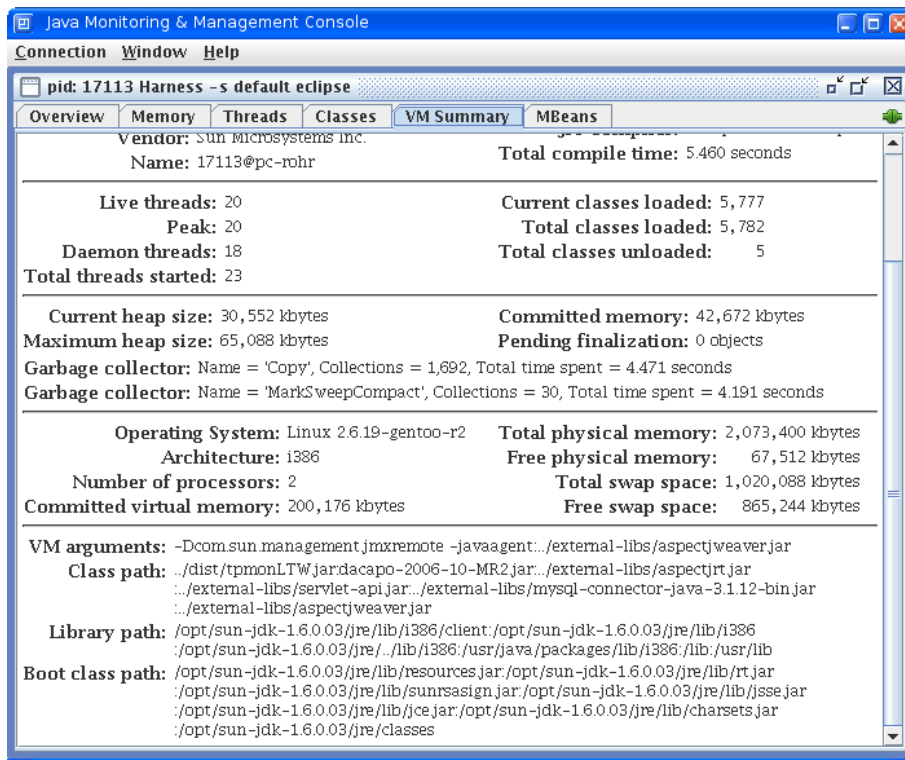 Java Monitoring & Management Console
Connection Window Help
pid: 17113 Harness -s default eclipse
Overview Memory Threads Classes VM Summary MBeans
Vendor: Sun Microsystems Inc.
Name: 17113@pc-rohr
Total compile time: 5.460 seconds
Live threads: 20
Peak: 20
Daemon threads: 18
Total threads started: 23
Current classes loaded: 5,777
Total classes loaded: 5,782
Total classes unloaded: 5
Current heap size: 30,552 kbytes
Maximum heap size: 65,088 kbytes
Committed memory: 42,672 kbytes
Pending finalization: 0 objects
Garbage collector: Name = 'Copy', Collections = 1,692, Total time spent = 4.471 seconds
Garbage collector: Name = 'MarkSweepCompact', Collections = 30, Total time spent = 4.191 seconds
Operating System: Linux 2.6.19-gentoo-r2
Architecture: i386
Number of processors: 2
Committed virtual memory: 200,176 kbytes
Total physical memory: 2,073,400 kbytes
Free physical memory: 67,512 kbytes
Total swap space: 1,020,088 kbytes
Free swap space: 865,244 kbytes
VM arguments: -Dcom.sun.management.jmxremote -javaagent:../external-libs/aspectjweaver.jar
Class path: ../dist/tpmonLTW.jar:dacapo-2006-10-MR2.jar:../external-libs/aspectjrt.jar
:../external-libs/servlet-api.jar:../external-libs/mysql-connector-java-3.1.12-bin.jar
:../external-libs/aspectjweaver.jar
Library path: /opt/sun-jdk-1.6.0.03/jre/lib/i386/client:/opt/sun-jdk-1.6.0.03/jre/lib/i386
:/opt/sun-jdk-1.6.0.03/jre/../lib/i386:/usr/java/packages/lib/i386:/lib:/usr/lib
Boot class path: /opt/sun-jdk-1.6.0.03/jre/lib/resources.jar:/opt/sun-jdk-1.6.0.03/jre/lib/rt.jar
:/opt/sun-jdk-1.6.0.03/jre/lib/sunrsasign.jar:/opt/sun-jdk-1.6.0.03/jre/lib/jsse.jar
:/opt/sun-jdk-1.6.0.03/jre/lib/jce.jar:/opt/sun-jdk-1.6.0.03/jre/lib/charsets.jar
:/opt/sun-jdk-1.6.0.03/jre/classes